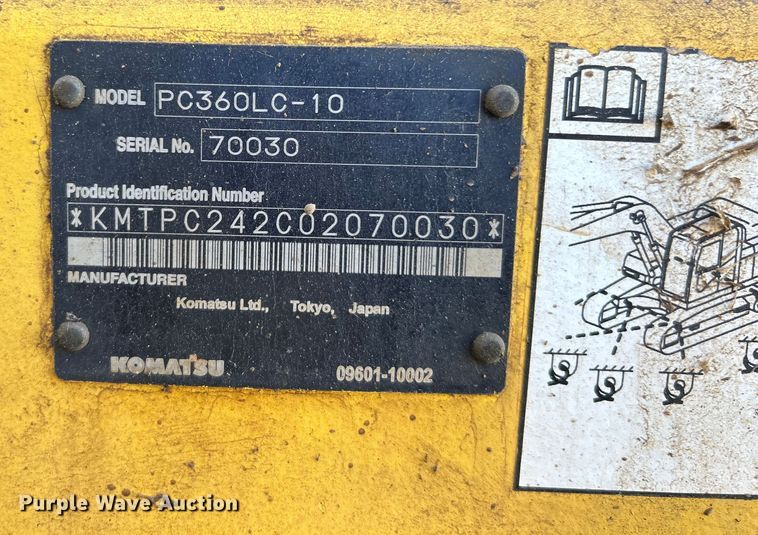 MODEL PC360LC-10
SERIAL No. 70030
Product Identification Number
*KMTPC242C02070030*
MANUFACTURER
Komatsu Ltd., Tokyo, Japan
KOMATSU 09601-10002
Purple Wave Auction